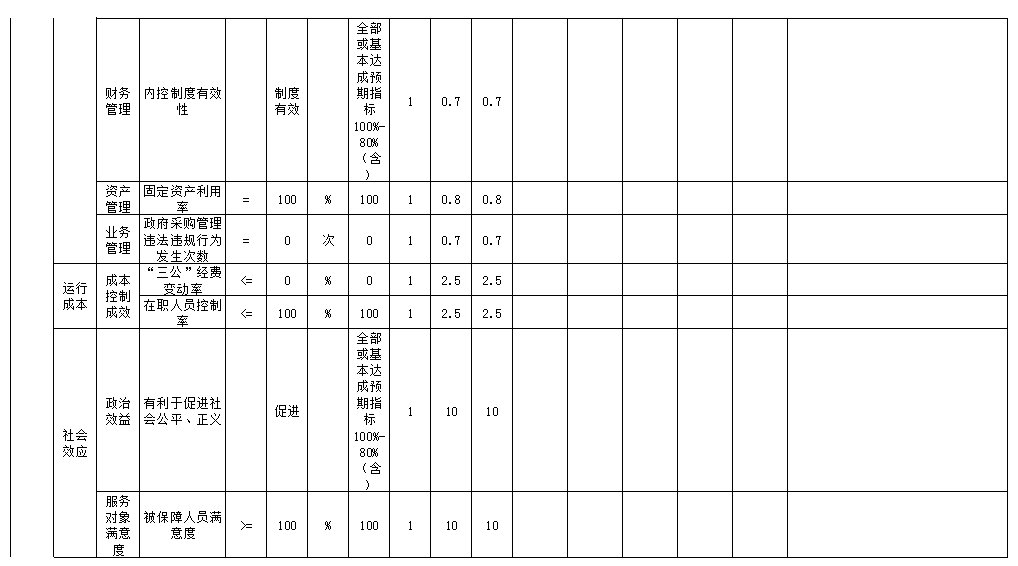 财务
管理
内控制度有效
性
制度
有效
全部
或基
本达
成预
期指
标
100%-
80%
（含
）
1
0.7
0.7
资产
管理
固定资产利用
率
=
100
%
100
1
0.8
0.8
业务
管理
政府采购管理
违法违规行为
发生次数
=
0
次
0
1
0.7
0.7
运行
成本
成本
控制
成效
“三公”经费
变动率
<=
0
%
0
1
2.5
2.5
在职人员控制
率
<=
100
%
100
1
2.5
2.5
社会
效应
政治
效益
有利于促进社
会公平、正义
促进
全部
或基
本达
成预
期指
标
100%-
80%
（含
）
1
10
10
服务
对象
满意
度
被保障人员满
意度
>=
100
%
100
1
10
10